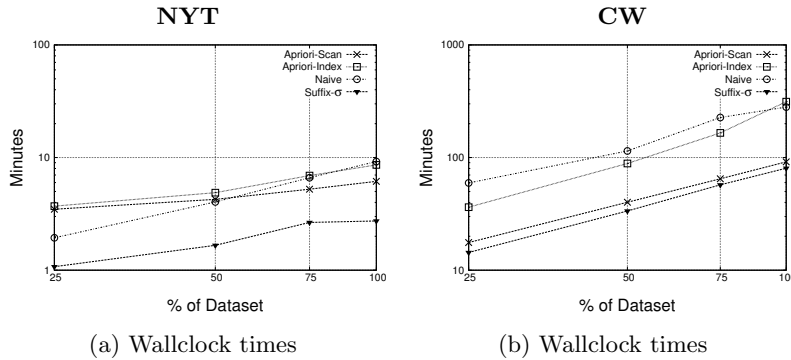 NYT
100
10
1
Minutes
25
50
75
100
% of Dataset
Apriori-Scan
Apriori-Index
Naive
Suffix-σ
(a) Wallclock times
CW
1000
100
10
Minutes
25
50
75
10
% of Dataset
Apriori-Scan
Apriori-Index
Naive
Suffix-σ
(b) Wallclock times